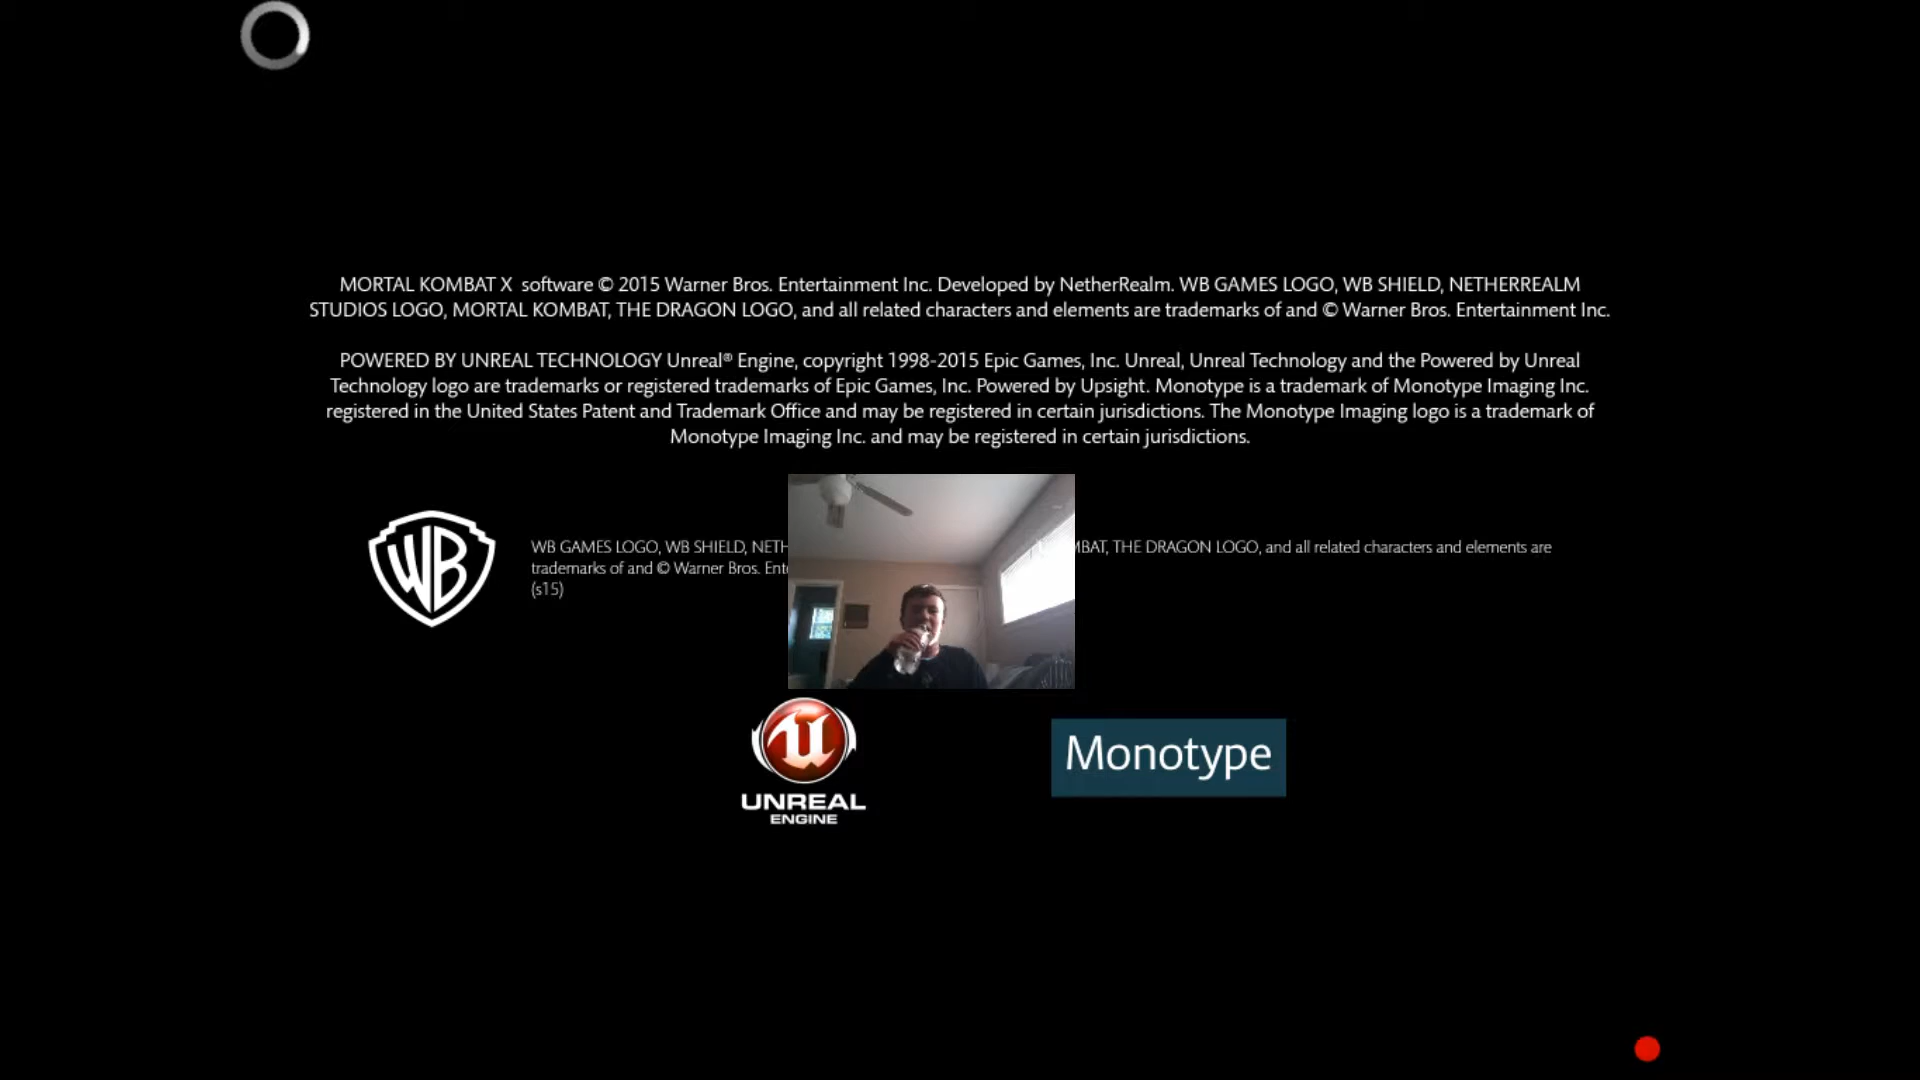 MORTAL KOMBAT X software © 2015 Warner Bros. Entertainment Inc. Developed by NetherRealm. WB GAMES LOGO, WB SHIELD, NETHERREALM
STUDIOS LOGO, MORTAL KOMBAT, THE DRAGON LOGO, and all related characters and elements are trademarks of and © Warner Bros. Entertainment Inc.
POWERED BY UNREAL TECHNOLOGY Unreal® Engine, copyright 1998-2015 Epic Games, Inc. Unreal, Unreal Technology and the Powered by Unreal
Technology logo are trademarks or registered trademarks of Epic Games, Inc. Powered by Upsight. Monotype is a trademark of Monotype Imaging Inc.
registered in the United States Patent and Trademark Office and may be registered in certain jurisdictions. The Monotype Imaging logo is a trademark of
Monotype Imaging Inc. and may be registered in certain jurisdictions.
WB
WB GAMES LOGO, WB SHIELD, THE DRAGON LOGO, and all related characters and elements are
trademarks of and © Warner Bros.
(s15)
UNREAL
ENGINE
Monotype